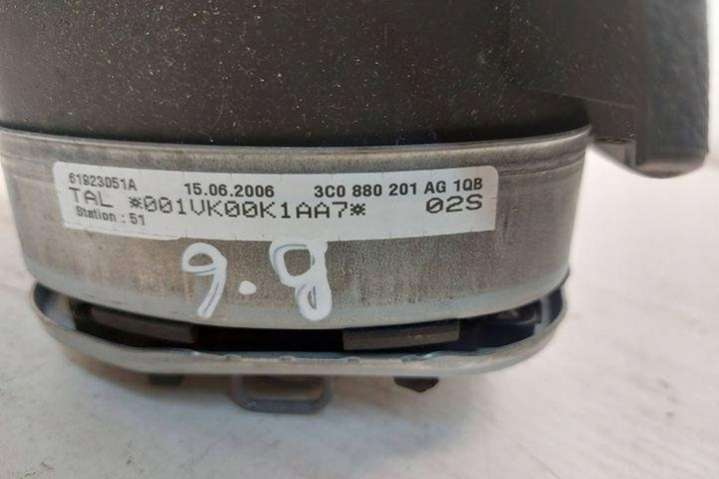 61923051A 15.06.2006 3C0 880 201 AG 1QB
TAL *001VK00K1AA7* 02S
Station : 51
9.8